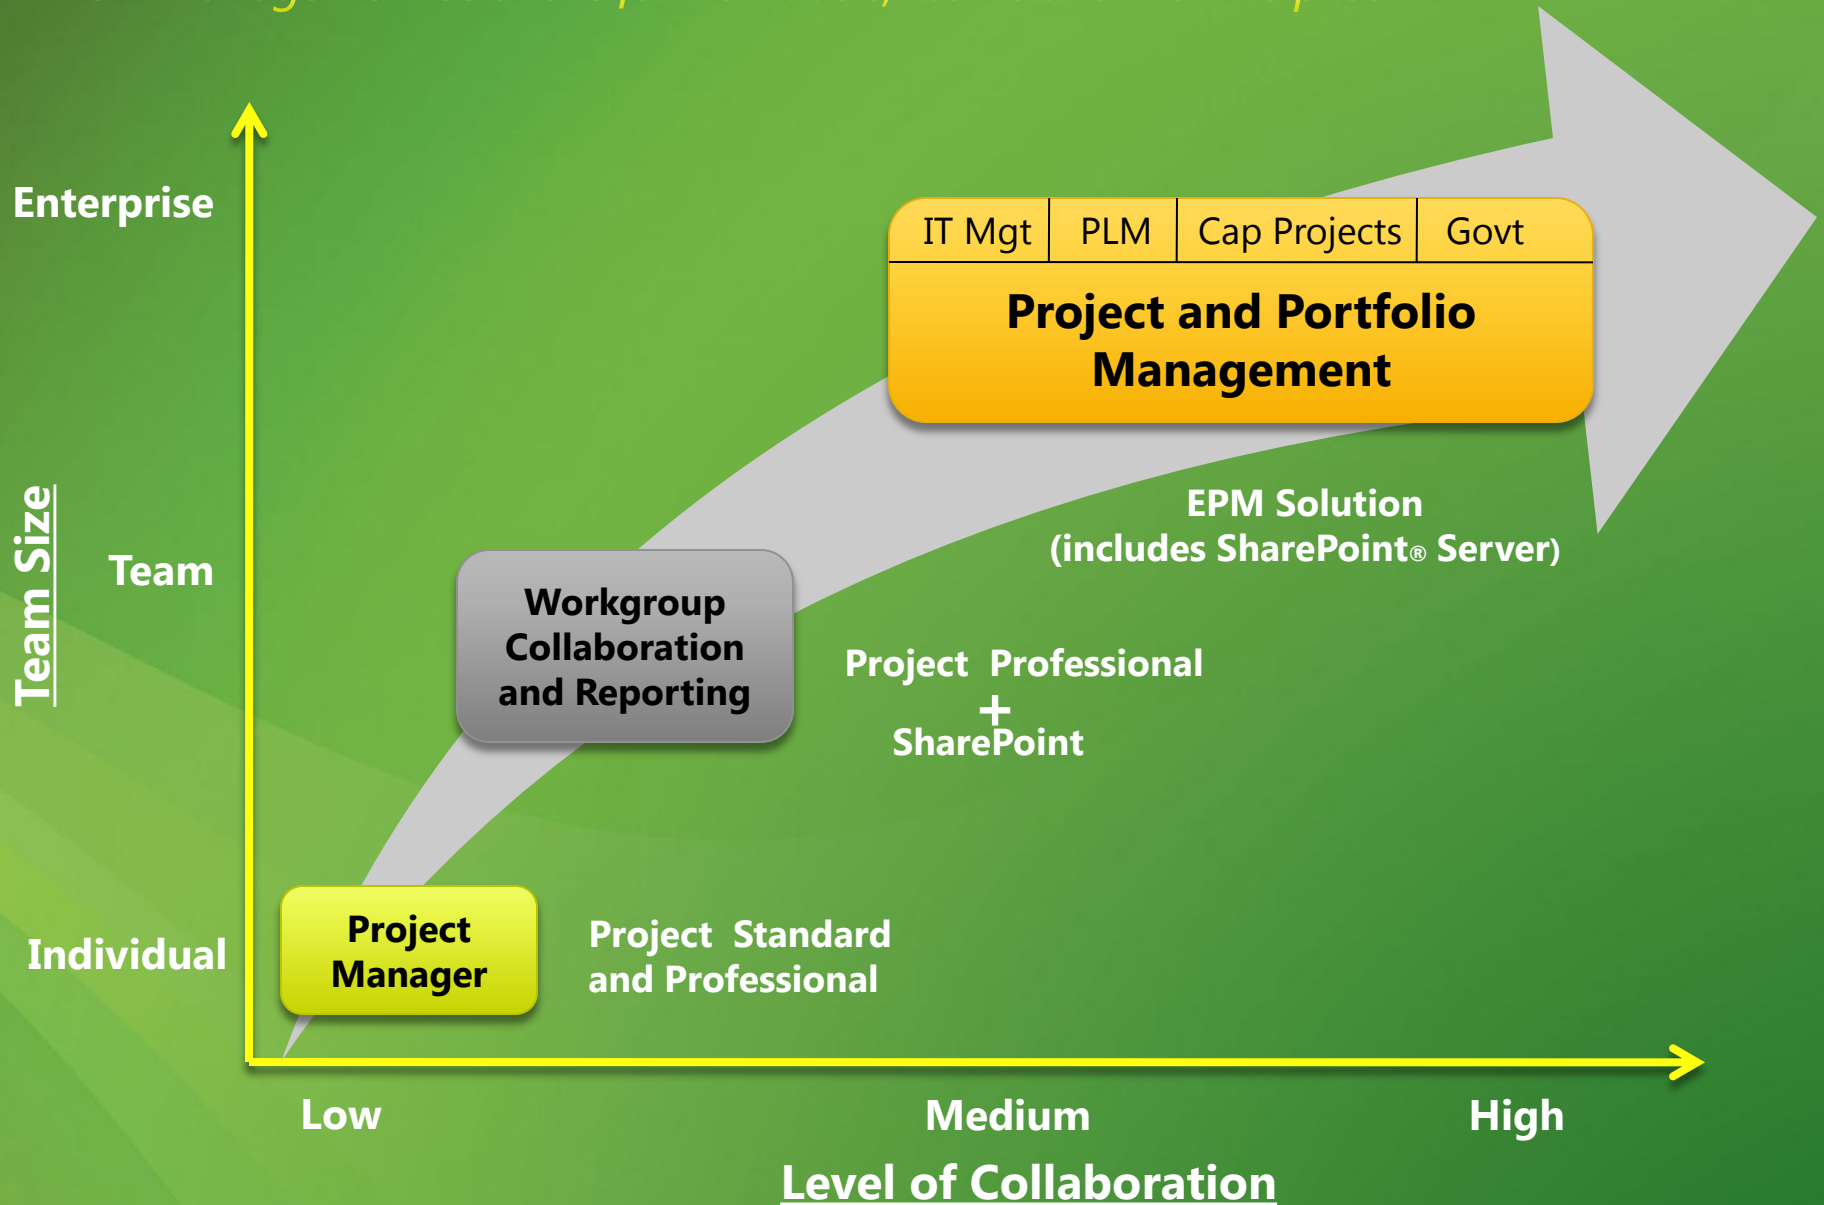 Enterprise
IT Mgt
PLM
Cap Projects
Govt
Project and Portfolio
Management
EPM Solution
(includes SharePoint® Server)
Team Size
Team
Workgroup
Collaboration
and Reporting
Project Professional
+
SharePoint
Individual
Project
Manager
Project Standard
and Professional
Low
Medium
High
Level of Collaboration